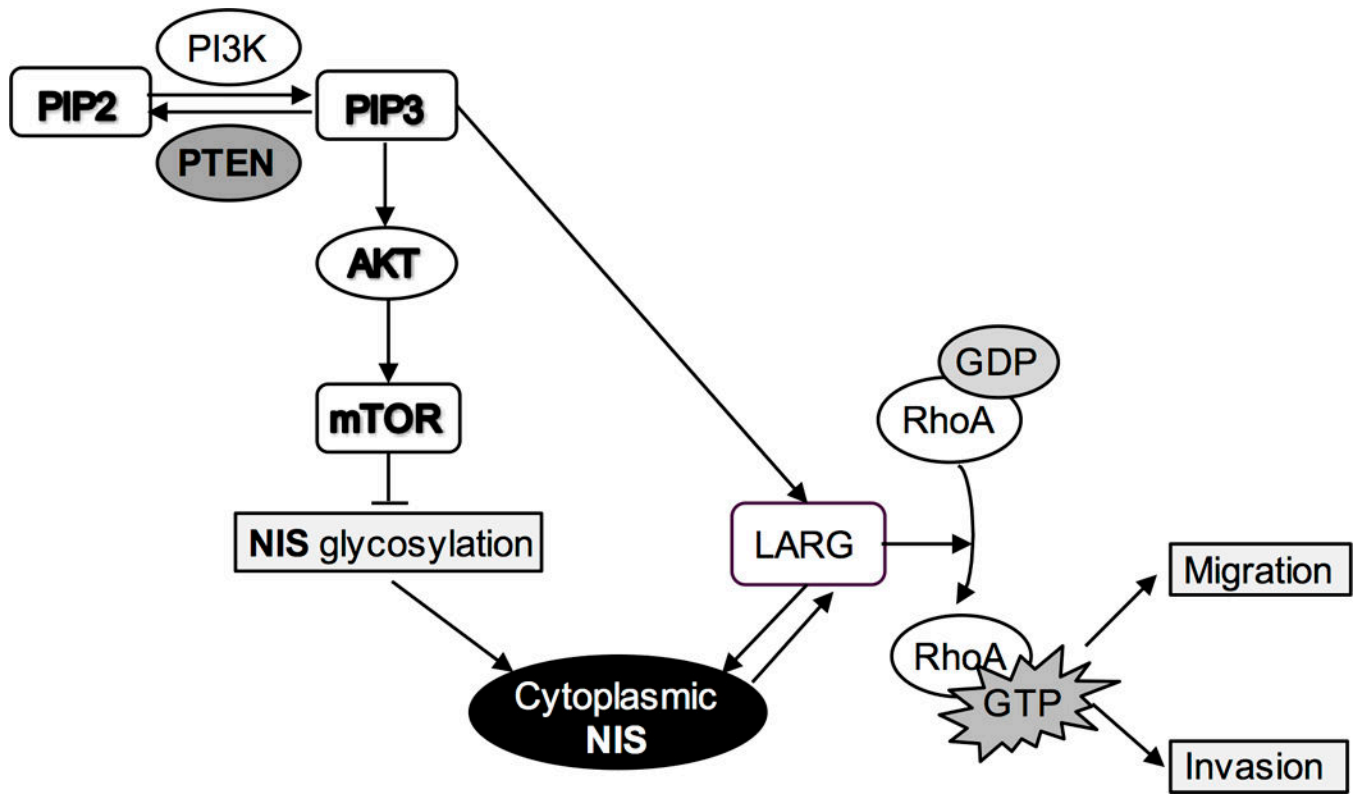 PI3K
PIP2
PIP3
PTEN
AKT
mTOR
NIS glycosylation
Cytoplasmic
NIS
LARG
GDP
RhoA
RhoA
GTP
Migration
Invasion